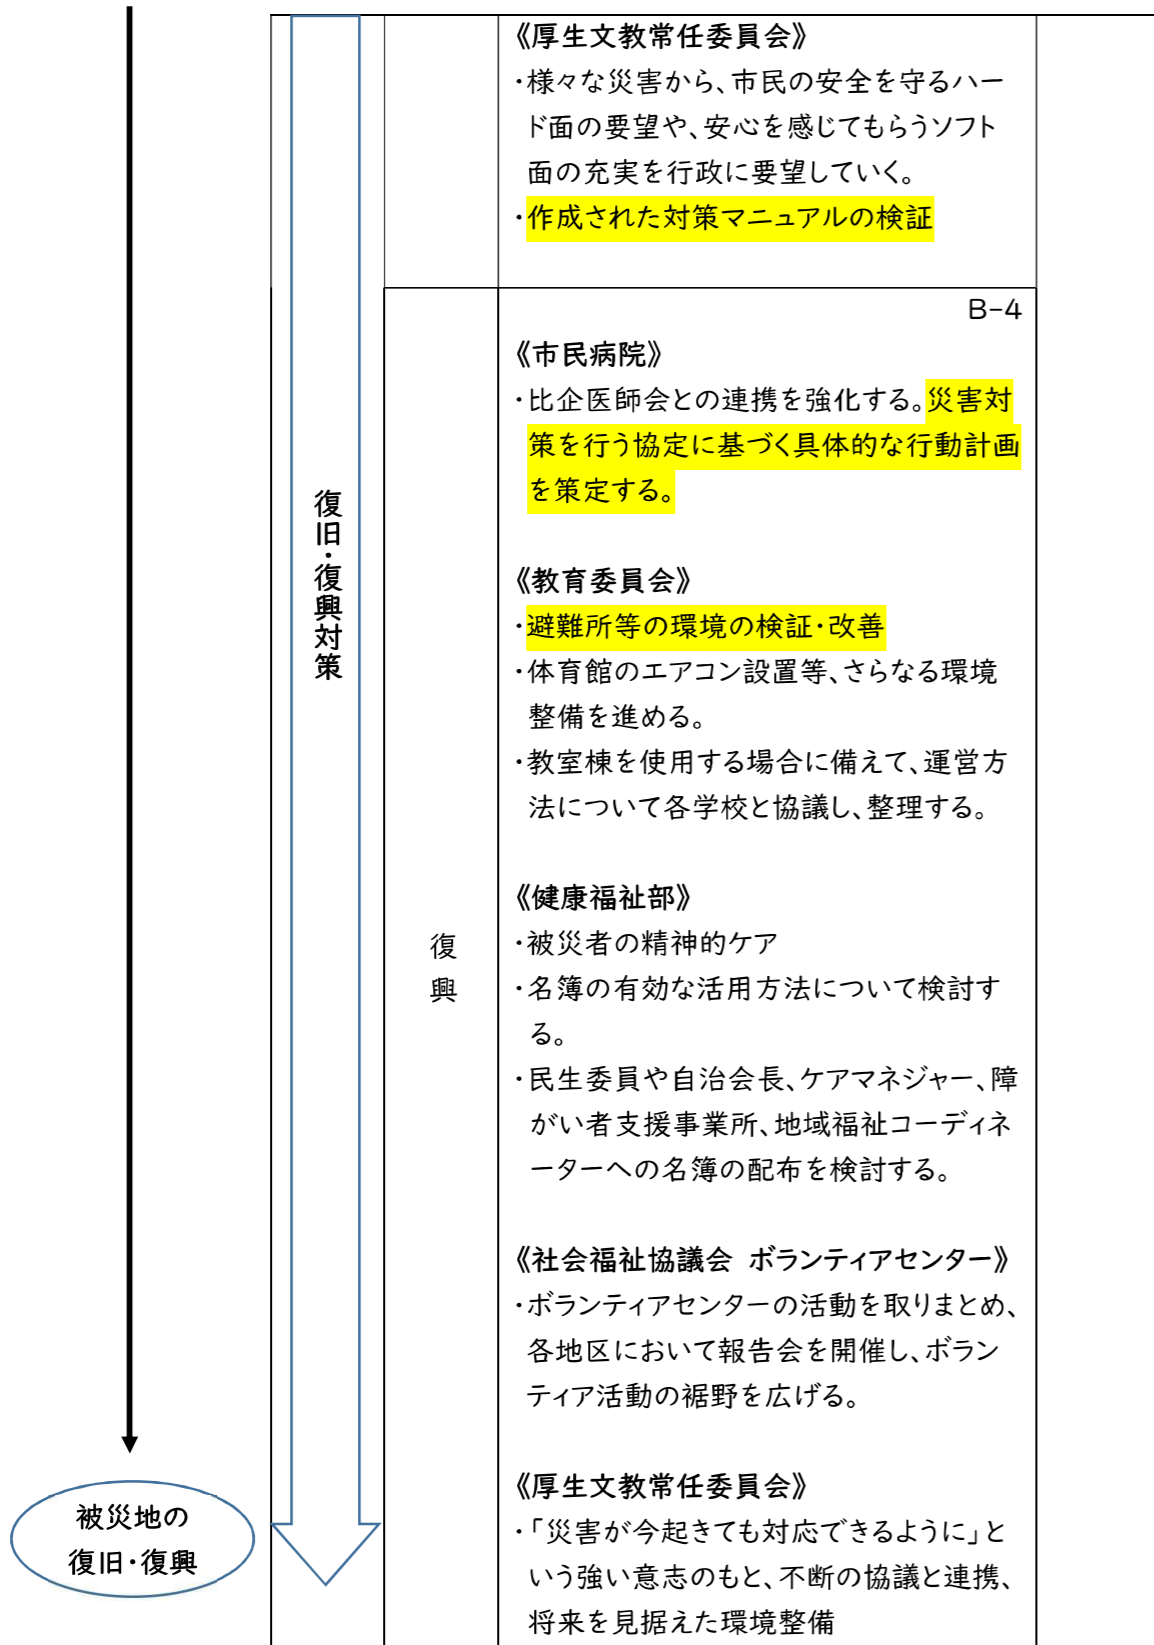 《厚生文教常任委員会》
・様々な災害から、市民の安全を守るハー
ド面の要望や、安心を感じてもらうソフト
面の充実を行政に要望していく。
・作成された対策マニュアルの検証
B-4
《市民病院》
・比企医師会との連携を強化する。災害対
策を行う協定に基づく具体的な行動計画
を策定する。
《教育委員会》
・避難所等の環境の検証・改善
・体育館のエアコン設置等、さらなる環境
整備を進める。
・教室棟を使用する場合に備えて、運営方
法について各学校と協議し、整理する。
《健康福祉部》
・被災者の精神的ケア
・名簿の有効な活用方法について検討す
る。
・民生委員や自治会長、ケアマネジャー、障
がい者支援事業所、地域福祉コーディネ
ーターへの名簿の配布を検討する。
《社会福祉協議会 ボランティアセンター》
・ボランティアセンターの活動を取りまとめ、
各地区において報告会を開催し、ボラン
ティア活動の裾野を広げる。
《厚生文教常任委員会》
・「災害が今起きても対応できるように」と
いう強い意志のもと、不断の協議と連携、
将来を見据えた環境整備
復興
復旧・復興対策
被災地の
復旧・復興